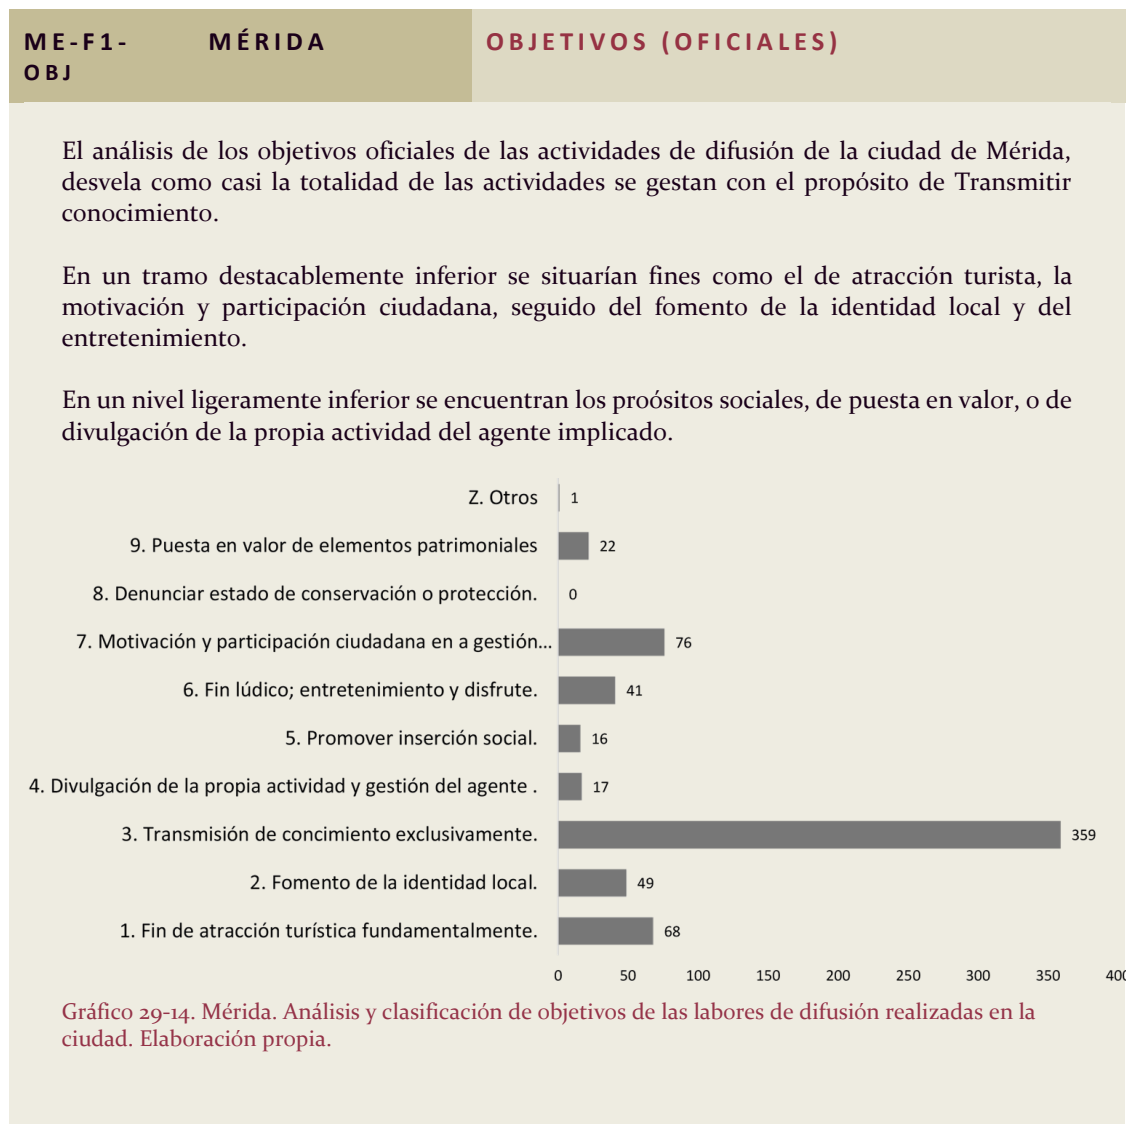 ME-F1- MÉRIDA OBJETIVOS (OFICIALES)
OBJ
El análisis de los objetivos oficiales de las actividades de difusión de la ciudad de Mérida,
desvela como casi la totalidad de las actividades se gestan con el propósito de Transmitir
conocimiento.
En un tramo destacablemente inferior se situarían fines como el de atracción turista, la
motivación y participación ciudadana, seguido del fomento de la identidad local y del
entretenimiento.
En un nivel ligeramente inferior se encuentran los proósitos sociales, de puesta en valor, o de
divulgación de la propia actividad del agente implicado.
Z. Otros 1
9. Puesta en valor de elementos patrimoniales 22
8. Denunciar estado de conservación o protección. 0
7. Motivación y participación ciudadana en a gestión... 76
6. Fin lúdico; entretenimiento y disfrute. 41
5. Promover inserción social. 16
4. Divulgación de la propia actividad y gestión del agente . 17
3. Transmisión de concimiento exclusivamente. 359
2. Fomento de la identidad local. 49
1. Fin de atracción turística fundamentalmente. 68
0 50 100 150 200 250 300 350 400
Gráfico 29-14. Mérida. Análisis y clasificación de objetivos de las labores de difusión realizadas en la
ciudad. Elaboración propia.